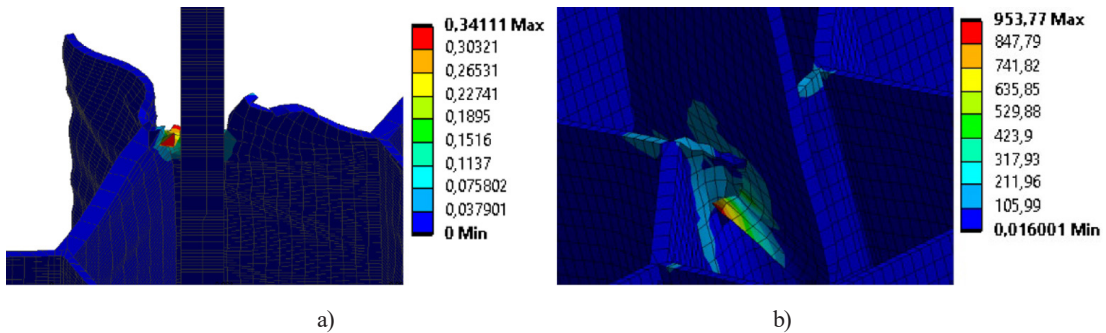 0,34111 Max
0,30321
0,26531
0,22741
0,1895
0,1516
0,1137
0,075802
0,037901
0 Min
a)
953,77 Max
847,79
741,82
635,85
529,88
423,9
317,93
211,96
105,99
0,016001 Min
b)